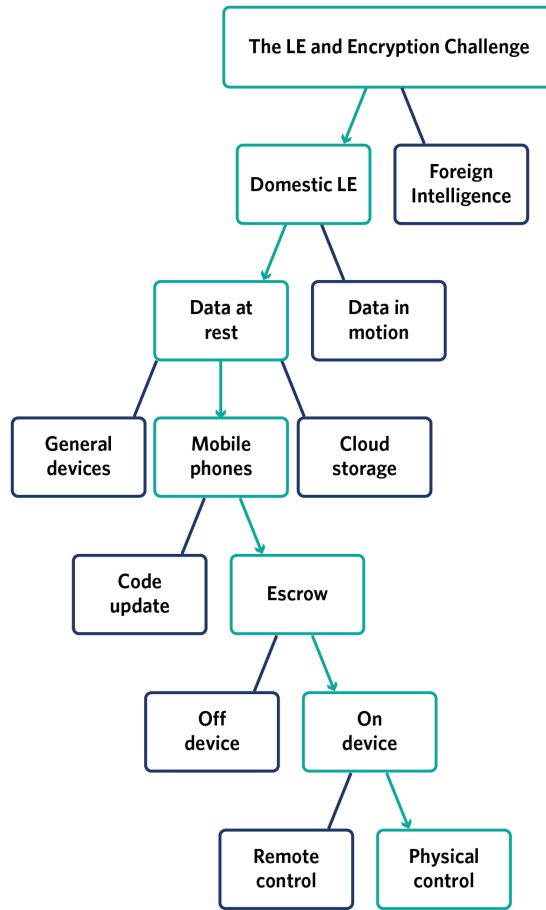 The LE and Encryption Challenge
Domestic LE
Foreign
Intelligence
Data at
rest
Data in
motion
General
devices
Mobile
phones
Cloud
storage
Code
update
Escrow
Off
device
On
device
Remote
control
Physical
control